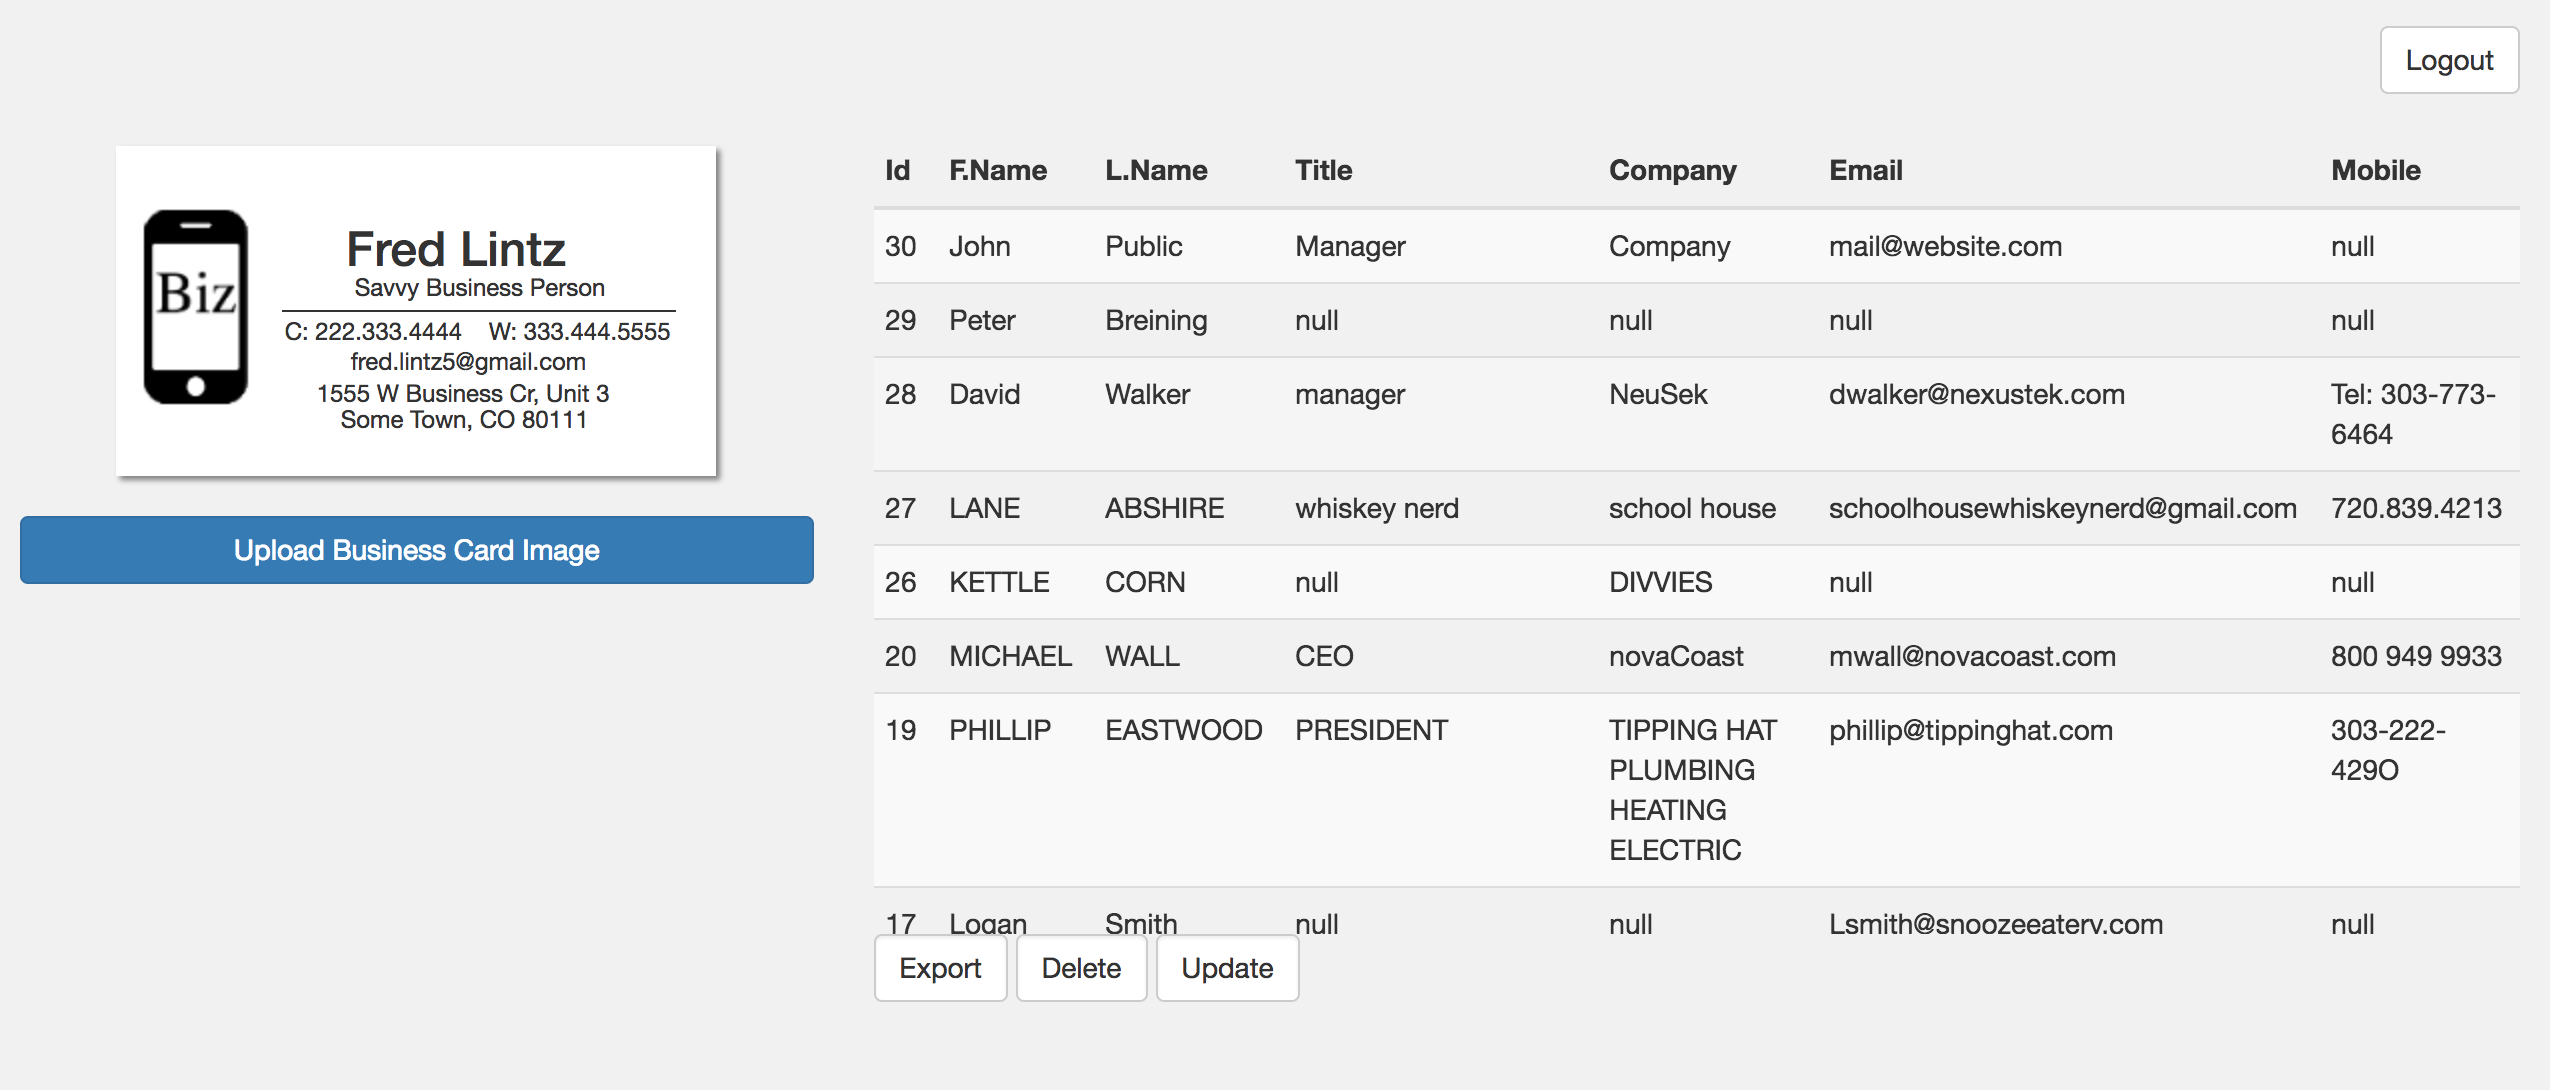 Logout
Biz
Fred Lintz
Savvy Business Person
C: 222.333.4444 W: 333.444.5555
fred.lintz5@gmail.com
1555 W Business Cr, Unit 3
Some Town, CO 80111
Upload Business Card Image
Id F.Name L.Name Title Company Email Mobile
30 John Public Manager Company mail@website.com null
29 Peter Breining null null null null
28 David Walker manager NeuSek dwalker@nexustek.com Tel: 303-773-
6464
27 LANE ABSHIRE whiskey nerd school house schoolhousewhiskeynerd@gmail.com 720.839.4213
26 KETTLE CORN null DIVVIES null null
20 MICHAEL WALL CEO novaCoast mwall@novacoast.com 800 949 9933
19 PHILLIP EASTWOOD PRESIDENT TIPPING HAT phillip@tippinghat.com 303-222-
PLUMBING 429O
HEATING
ELECTRIC
17 Logan Smith null null Lsmith@snoozeeatery.com null
Export Delete Update